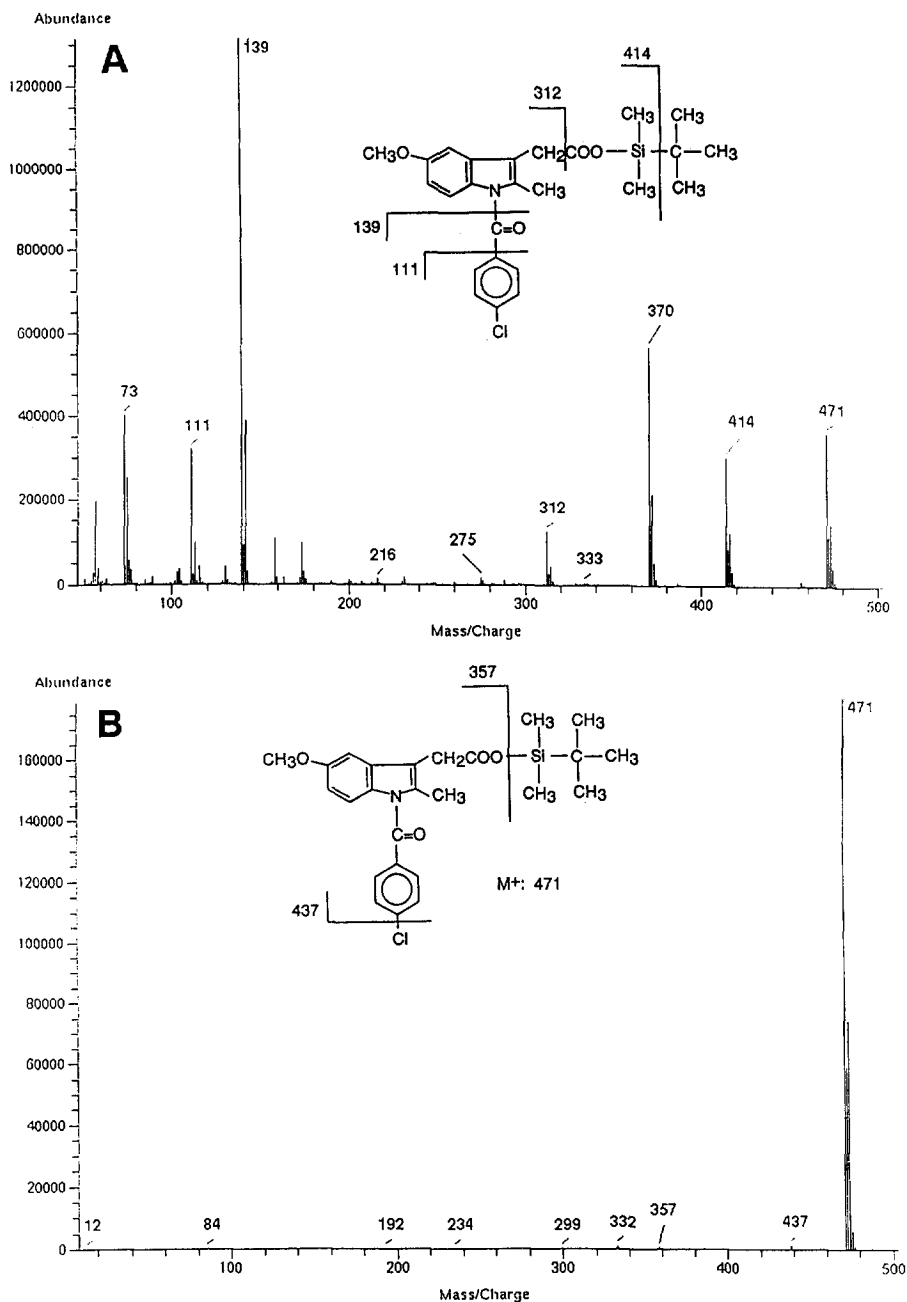 Abundance
A
1200000
1000000
800000
600000
400000
200000
0
139
414
312
CH3 CH3
CH3O CH2COO Si C CH3
CH3 CH3 CH3
N
139
C=O
111
Cl
370
73
111
414
471
312
216
275
333
100 200 300 400 500
Mass/Charge
Abundance
B
160000
140000
120000
100000
80000
60000
40000
20000
0
357
471
CH3 CH3
CH3O CH2COO Si C CH3
CH3 CH3 CH3
N
C=O
M+: 471
437
Cl
12 84 192 234 299 332 357 437
100 200 300 400 500
Mass/Charge